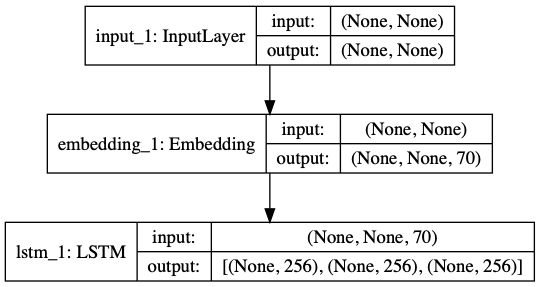 input_1: InputLayer
input: (None, None)
output: (None, None)
embedding_1: Embedding
input: (None, None)
output: (None, None, 70)
lstm_1: LSTM
input: (None, None, 70)
output: [(None, 256), (None, 256), (None, 256)]